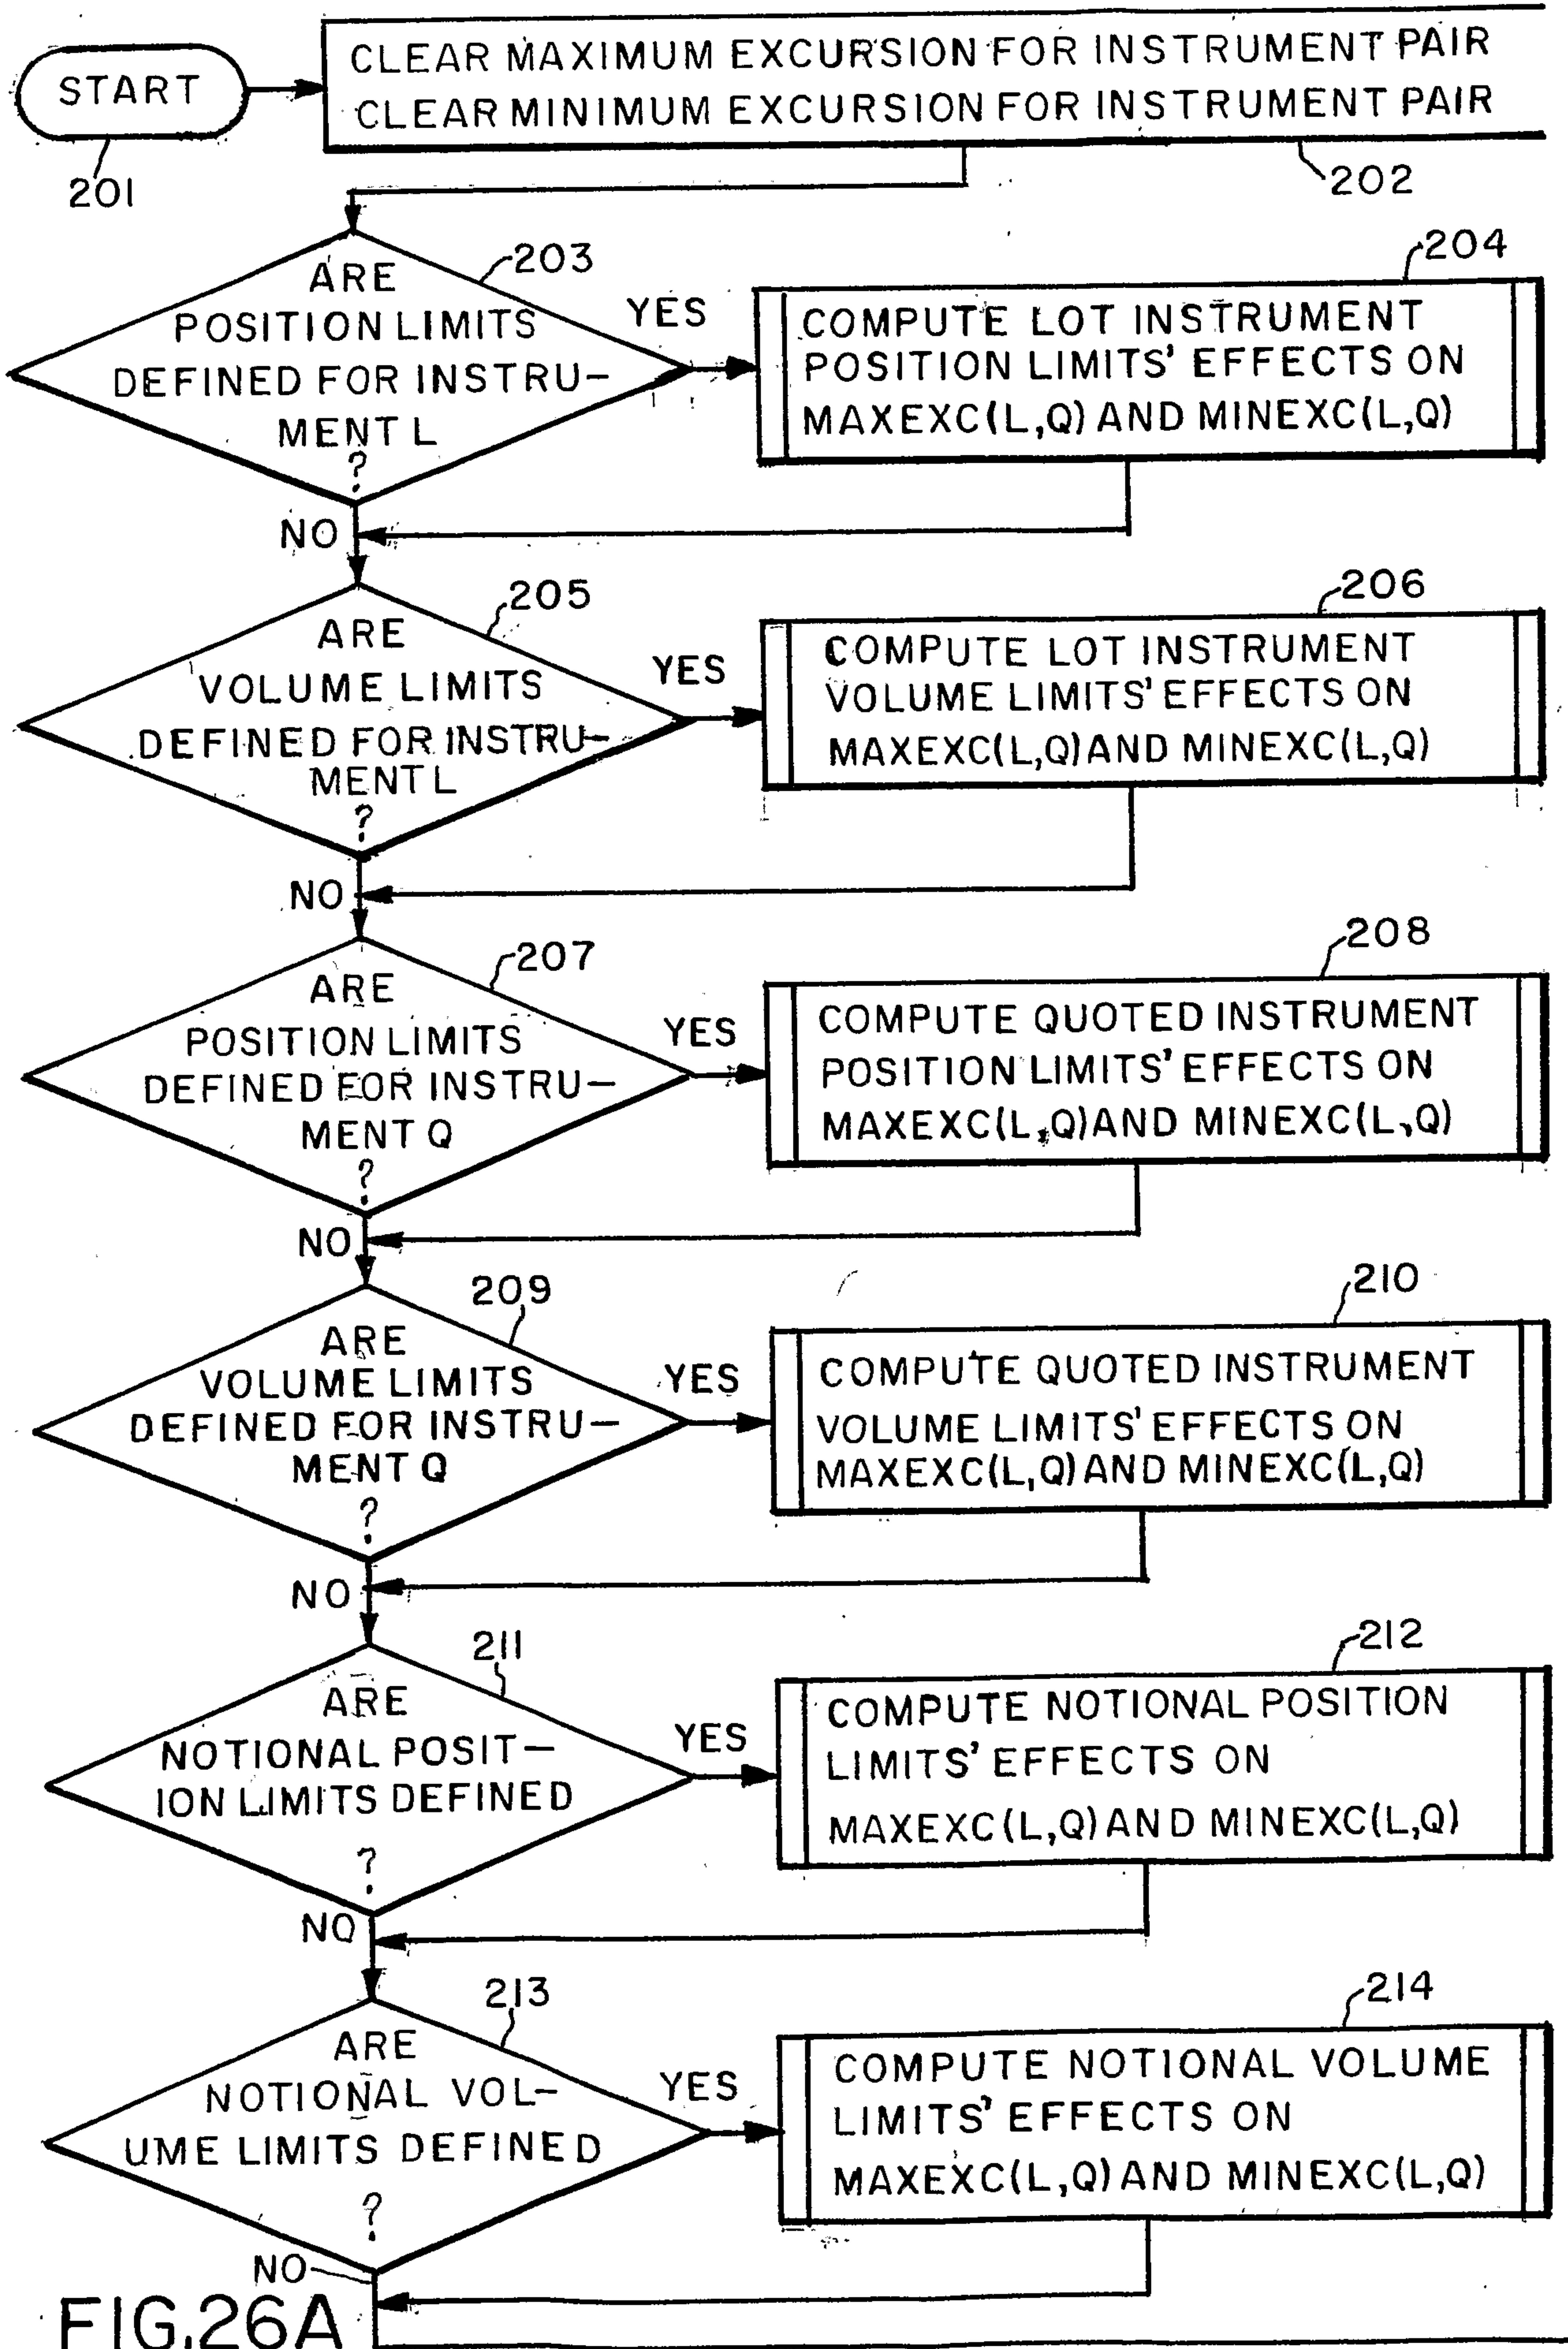 START
CLEAR MAXIMUM EXCURSION FOR INSTRUMENT PAIR
CLEAR MINIMUM EXCURSION FOR INSTRUMENT PAIR
201
202
ARE
POSITION LIMITS
DEFINED FOR INSTRU-
MENT L
?
203
YES
NO
204
COMPUTE LOT INSTRUMENT
POSITION LIMITS' EFFECTS ON
MAXEXC(L,Q) AND MINEXC(L,Q)
ARE
VOLUME LIMITS
DEFINED FOR INSTRU-
MENT L
?
205
YES
NO
206
COMPUTE LOT INSTRUMENT
VOLUME LIMITS' EFFECTS ON
MAXEXC(L,Q) AND MINEXC(L,Q)
ARE
POSITION LIMITS
DEFINED FOR INSTRU-
MENT Q
?
207
YES
NO
208
COMPUTE QUOTED INSTRUMENT
POSITION LIMITS' EFFECTS ON
MAXEXC(L,Q) AND MINEXC(L,Q)
ARE
VOLUME LIMITS
DEFINED FOR INSTRU-
MENT Q
?
209
YES
NO
210
COMPUTE QUOTED INSTRUMENT
VOLUME LIMITS' EFFECTS ON
MAXEXC(L,Q) AND MINEXC(L,Q)
ARE
NOTIONAL POSIT-
ION LIMITS DEFINED
?
211
YES
NO
212
COMPUTE NOTIONAL POSITION
LIMITS' EFFECTS ON
MAXEXC(L,Q) AND MINEXC(L,Q)
ARE
NOTIONAL VOL-
UME LIMITS DEFINED
?
213
YES
NO
214
COMPUTE NOTIONAL VOLUME
LIMITS' EFFECTS ON
MAXEXC(L,Q) AND MINEXC(L,Q)
FIG.26A